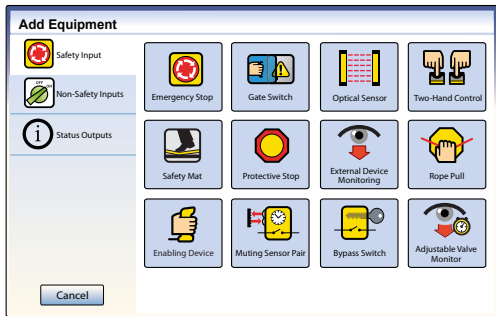 Add Equipment
Safety Input
OFF
ON
Non-Safety Inputs
i
Status Outputs
Emergency Stop
Gate Switch
Optical Sensor
Two-Hand Control
Safety Mat
Protective Stop
External Device
Monitoring
Rope Pull
Enabling Device
Muting Sensor Pair
Bypass Switch
Adjustable Valve
Monitor
Cancel